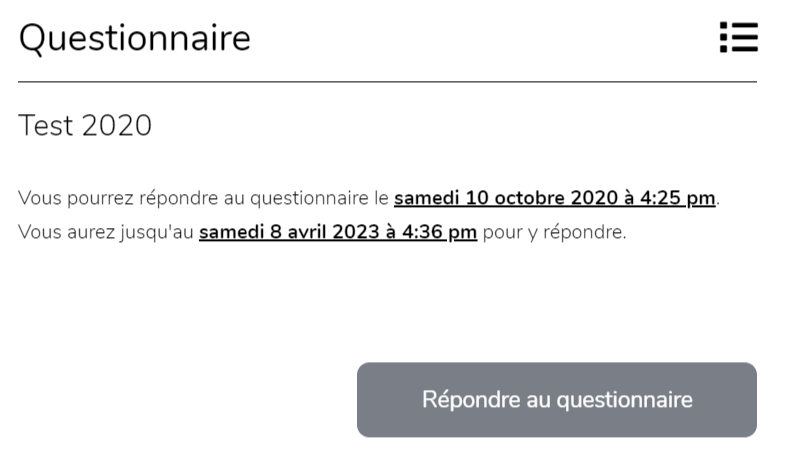 Questionnaire
Test 2020
Vous pourrez répondre au questionnaire le samedi 10 octobre 2020 à 4:25 pm.
Vous aurez jusqu'au samedi 8 avril 2023 à 4:36 pm pour y répondre.
Répondre au questionnaire